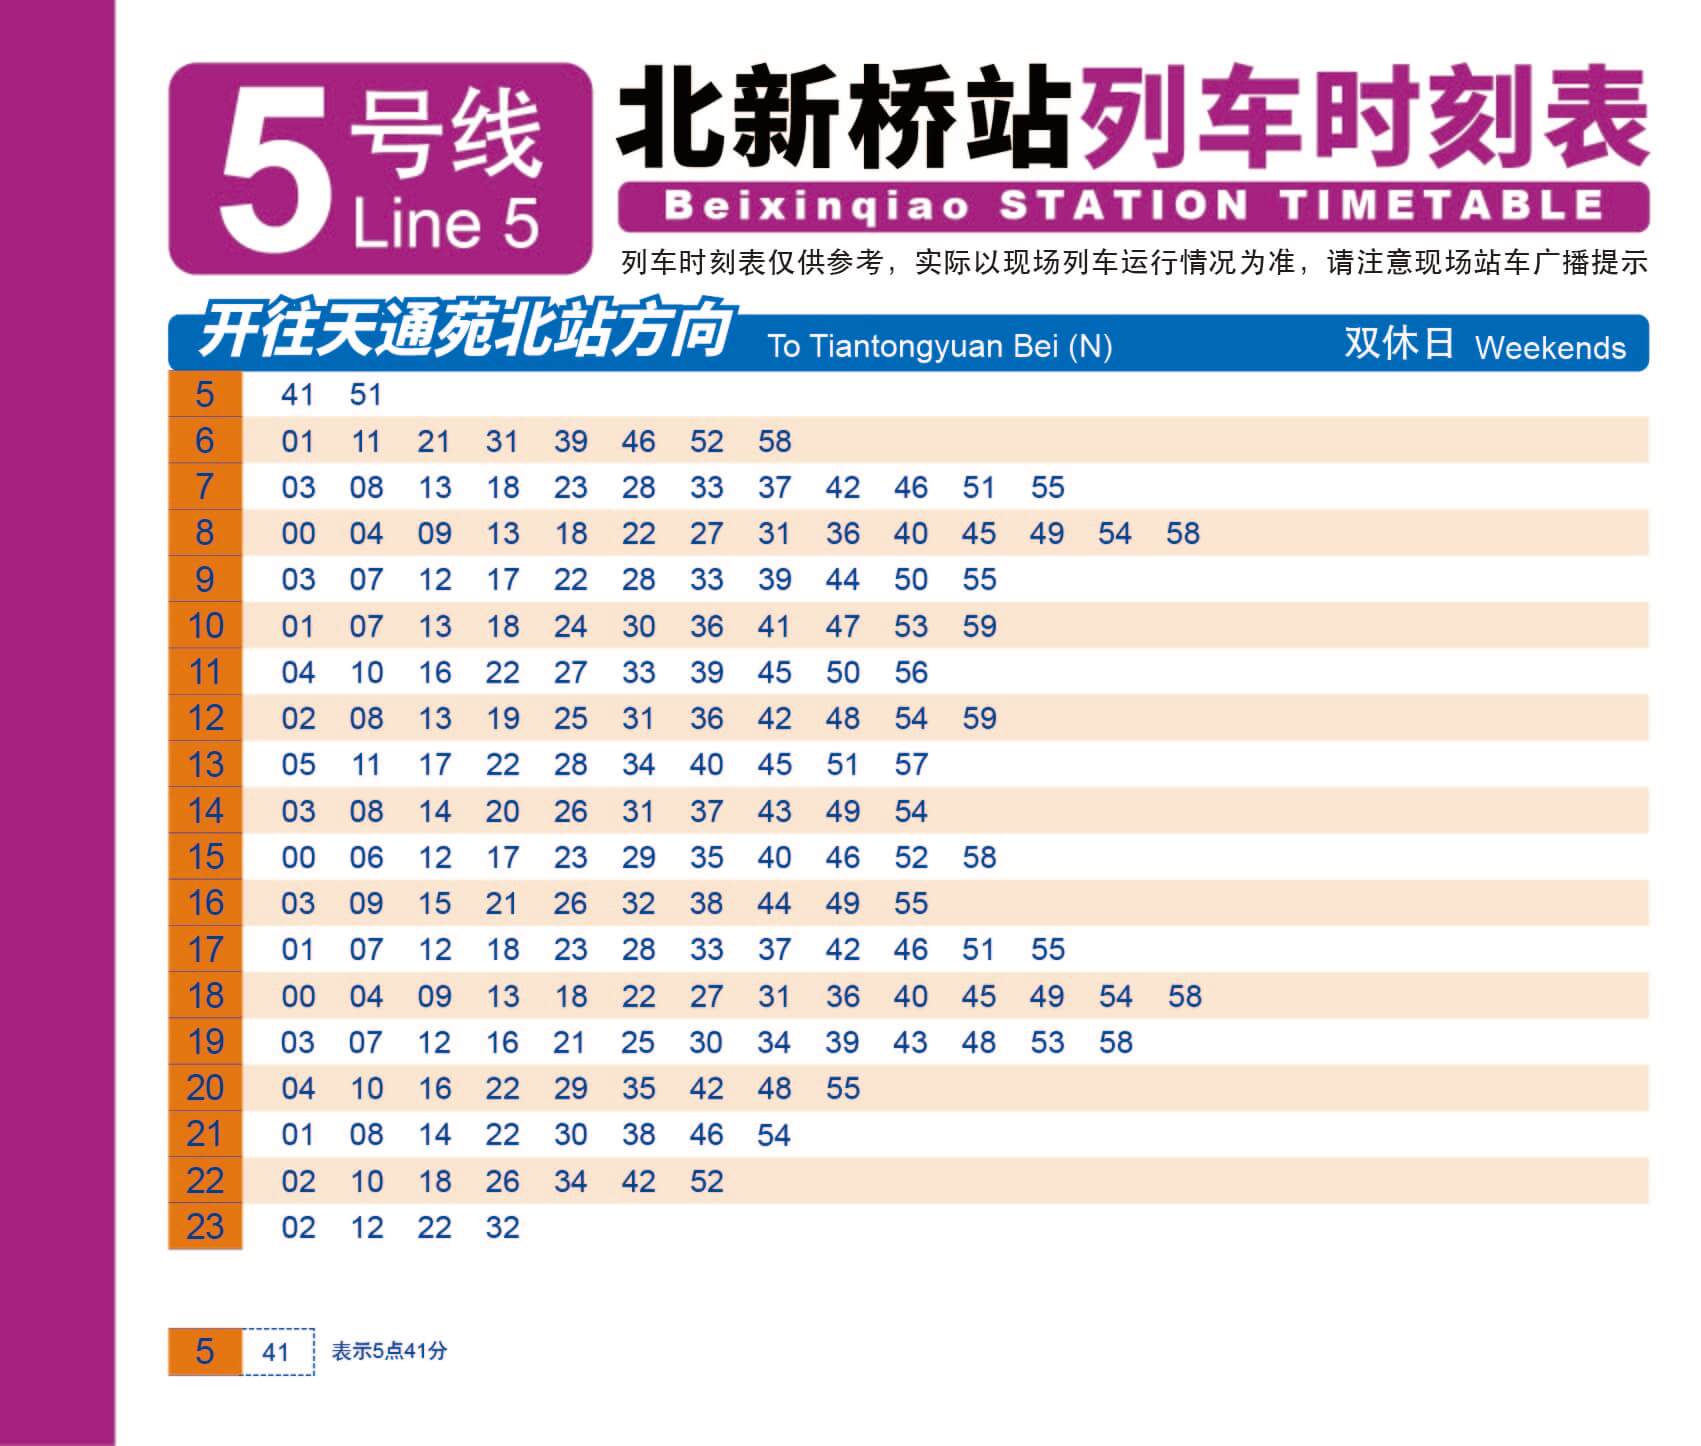 5号线
Line 5
北新桥站列车时刻表
Beixinqiao STATION TIMETABLE
列车时刻表仅供参考，实际以现场列车运行情况为准，请注意现场站车广播提示
开往天通苑北站方向 To Tiantongyuan Bei (N) 双休日 Weekends
5 41 51
6 01 11 21 31 39 46 52 58
7 03 08 13 18 23 28 33 37 42 46 51 55
8 00 04 09 13 18 22 27 31 36 40 45 49 54 58
9 03 07 12 17 22 28 33 39 44 50 55
10 01 07 13 18 24 30 36 41 47 53 59
11 04 10 16 22 27 33 39 45 50 56
12 02 08 13 19 25 31 36 42 48 54 59
13 05 11 17 22 28 34 40 45 51 57
14 03 08 14 20 26 31 37 43 49 54
15 00 06 12 17 23 29 35 40 46 52 58
16 03 09 15 21 26 32 38 44 49 55
17 01 07 12 18 23 28 33 37 42 46 51 55
18 00 04 09 13 18 22 27 31 36 40 45 49 54 58
19 03 07 12 16 21 25 30 34 39 43 48 53 58
20 04 10 16 22 29 35 42 48 55
21 01 08 14 22 30 38 46 54
22 02 10 18 26 34 42 52
23 02 12 22 32
5 41 表示5点41分